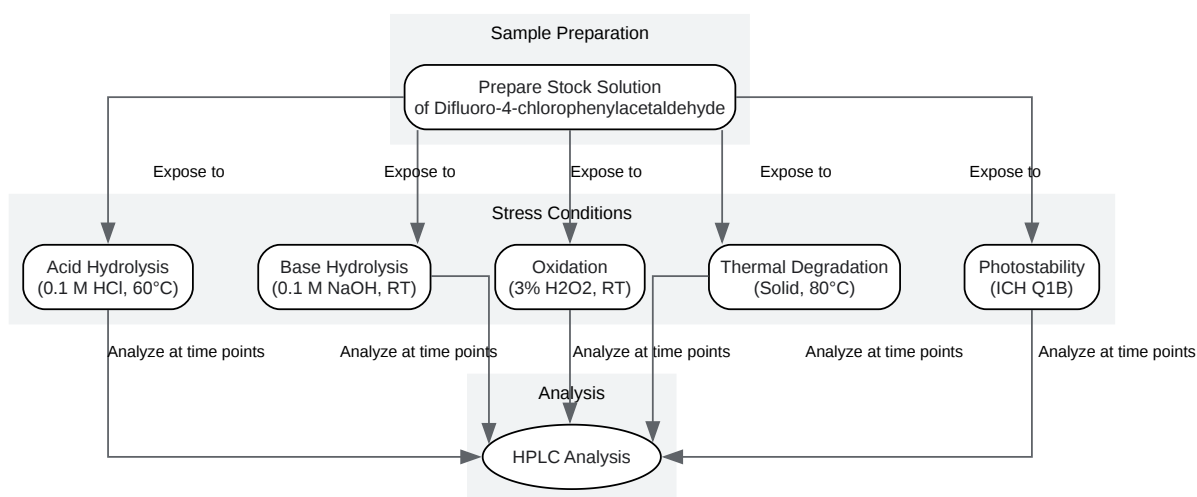 Sample Preparation
Prepare Stock Solution
of Difluoro-4-chlorophenylacetaldehyde
Expose to
Expose to
Expose to
Expose to
Expose to
Stress Conditions
Acid Hydrolysis
(0.1 M HCl, 60°C)
Base Hydrolysis
(0.1 M NaOH, RT)
Oxidation
(3% H2O2, RT)
Thermal Degradation
(Solid, 80°C)
Photostability
(ICH Q1B)
Analyze at time points
Analyze at time points
Analyze at time points
Analyze at time points
Analyze at time points
Analysis
HPLC Analysis